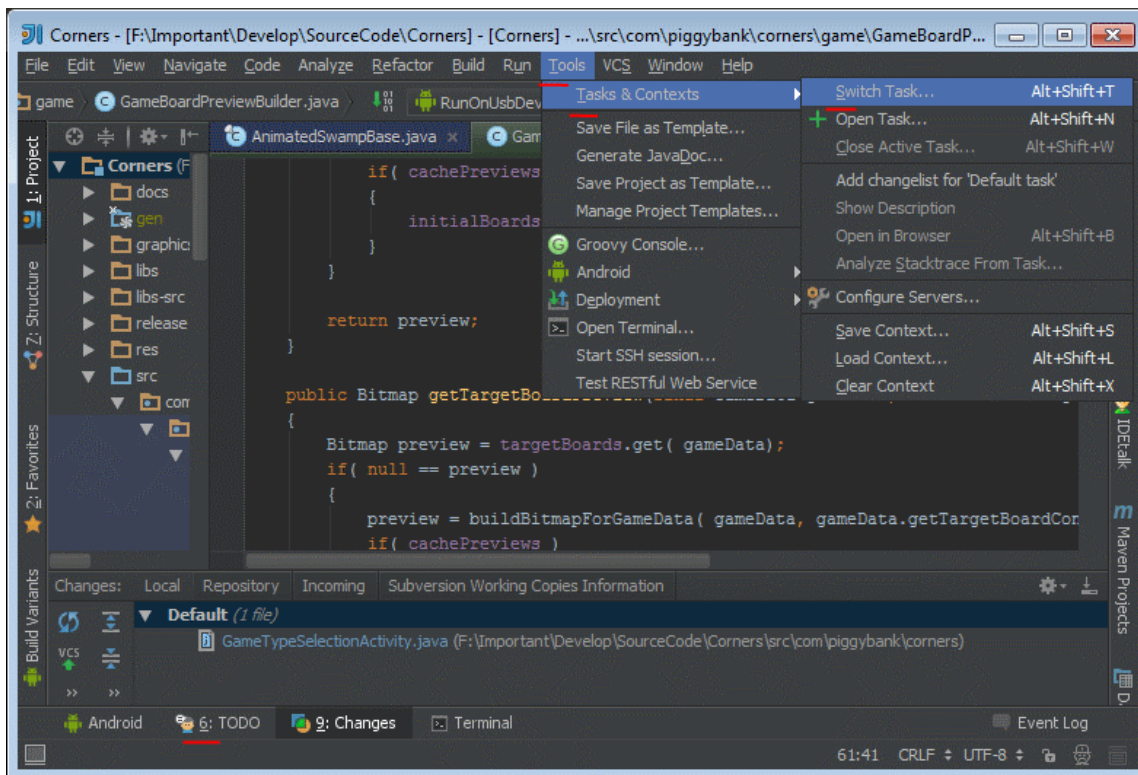 Corners - [F:\Important\Develop\SourceCode\Corners] - [Corners] - ...\src\com\piggybank\corners\game\GameBoardP...
File Edit View Navigate Code Analyze Refactor Build Run Tools VCS Window Help
game GameBoardPreviewBuilder.java RunOnUsbDev
Tasks & Contexts
Save File as Template...
Generate JavaDoc...
Save Project as Template...
Manage Project Templates...
Groovy Console...
Android
Deployment
Open Terminal...
Start SSH session...
Test RESTful Web Service
Switch Task... Alt+Shift+T
Open Task... Alt+Shift+N
Close Active Task... Alt+Shift+W
Add changelist for 'Default task'
Show Description
Open in Browser Alt+Shift+B
Analyze Stacktrace From Task...
Configure Servers...
Save Context... Alt+Shift+S
Load Context... Alt+Shift+L
Clear Context Alt+Shift+X
1: Project
Z: Structure
2: Favorites
Build Variants
Corners (F
docs
gen
graphic
libs
libs-src
release
res
src
com
AnimatedSwampBase.java Gam
if( cachePreviews
{
initialBoards
}
}
return preview;
}
public Bitmap
{
Bitmap preview = targetBoards.get( gameData);
if( null == preview )
{
preview = buildBitmapForGameData( gameData, gameData.getTargetBoardCon
if( cachePreviews )
IDEtalk
Maven Projects
Changes: Local Repository Incoming Subversion Working Copies Information
Default (1 file)
GameTypeSelectionActivity.java (F:\Important\Develop\SourceCode\Corners\src\com\piggybank\corners)
VCS
Android 6: TODO 9: Changes Terminal Event Log
61:41 CRLF UTF-8